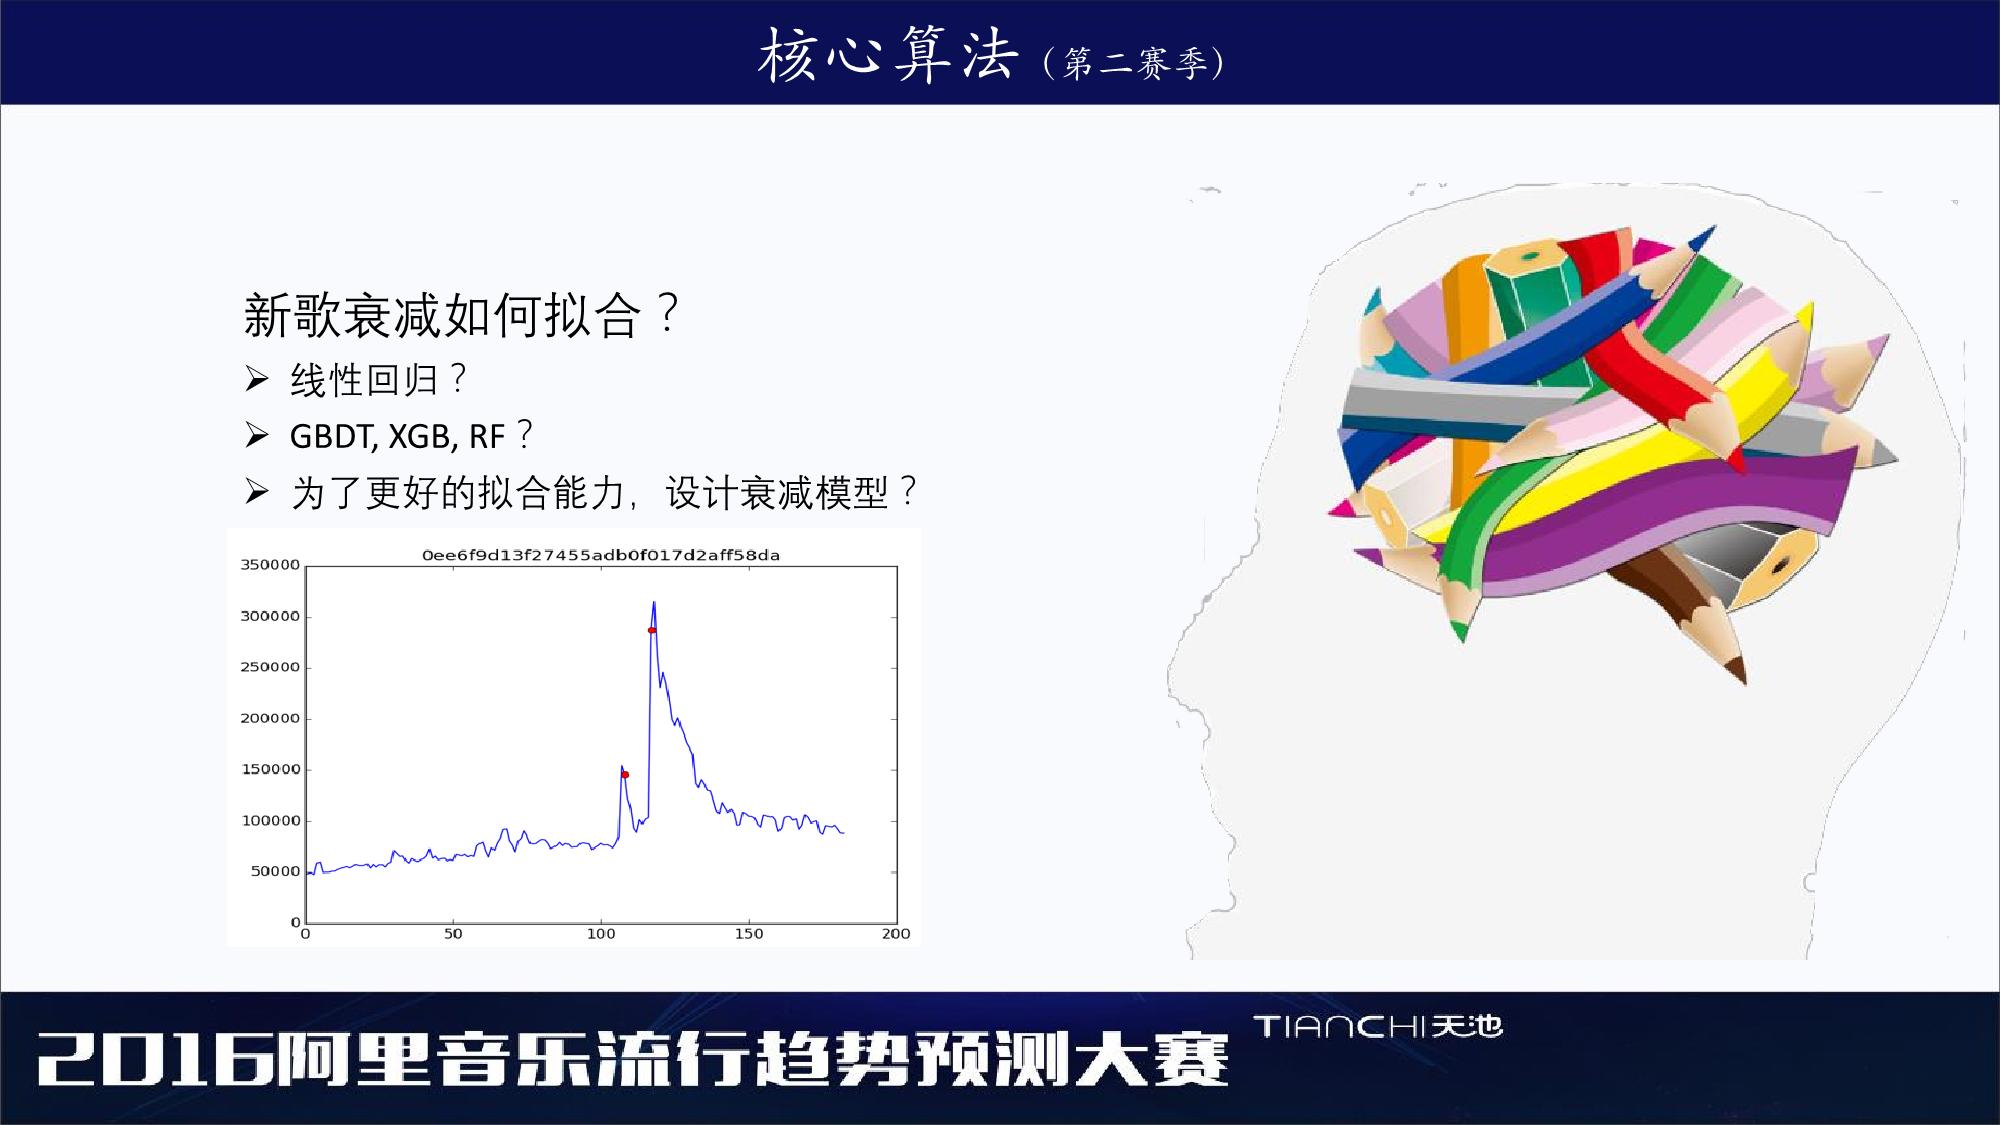 核心算法（第二赛季）
新歌衰减如何拟合？
➢ 线性回归？
➢ GBDT, XGB, RF？
➢ 为了更好的拟合能力，设计衰减模型？
0ee6f9d13f27455adb0f017d2aff58da
350000
300000
250000
200000
150000
100000
50000
0
0 50 100 150 200
2016阿里音乐流行趋势预测大赛 TIANCHI天池